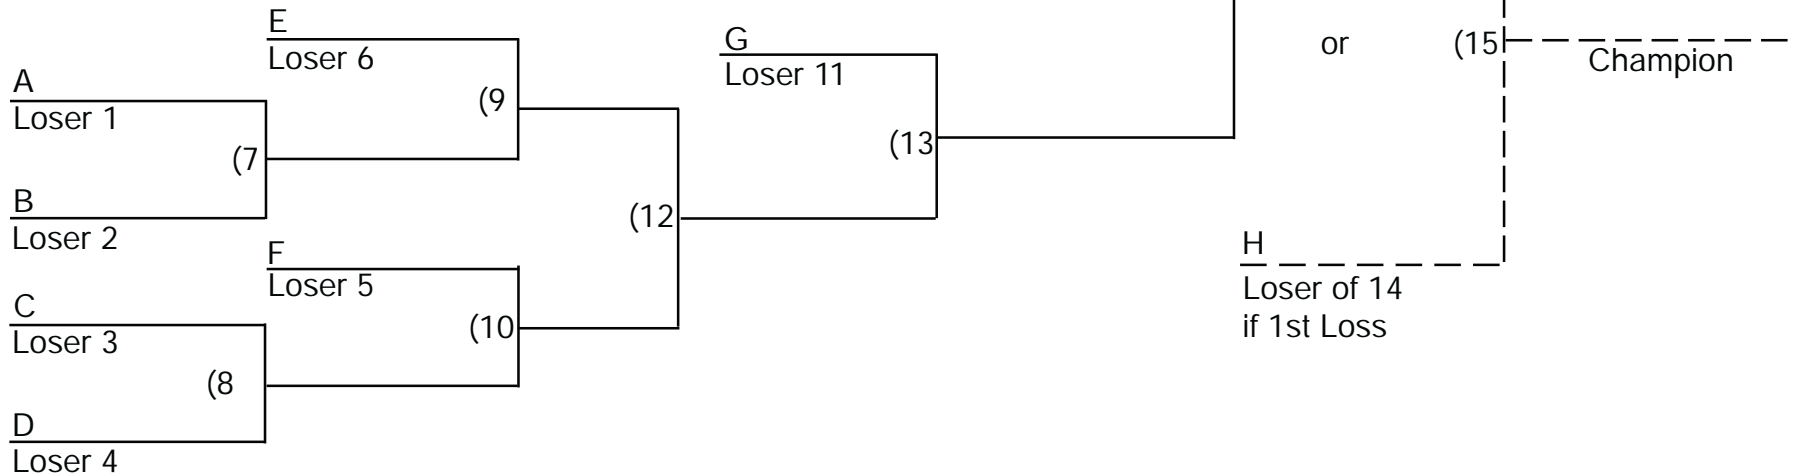 E
Loser 6
(9
A
Loser 1
(7
B
Loser 2
F
Loser 5
(10
C
Loser 3
(8
D
Loser 4
(12
G
Loser 11
(13
or
(15
Champion
H
Loser of 14
if 1st Loss